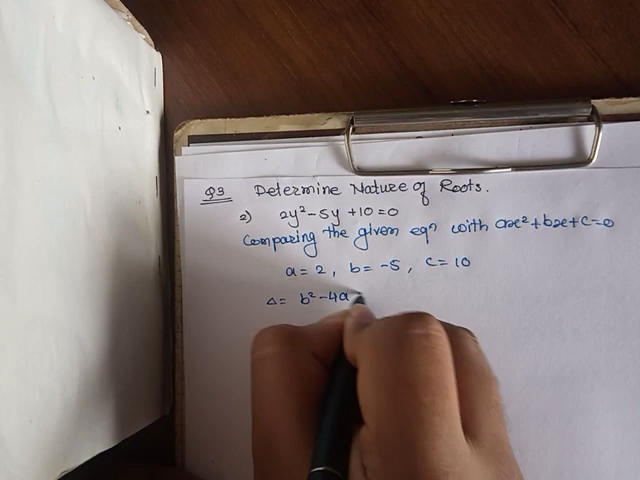 Q3 Determine Nature of Roots.
2) 2y²-5y+10=0
Comparing the given eqn with ax²+bx+c=0
a=2, b=-5, c=10
Δ= b²-4a